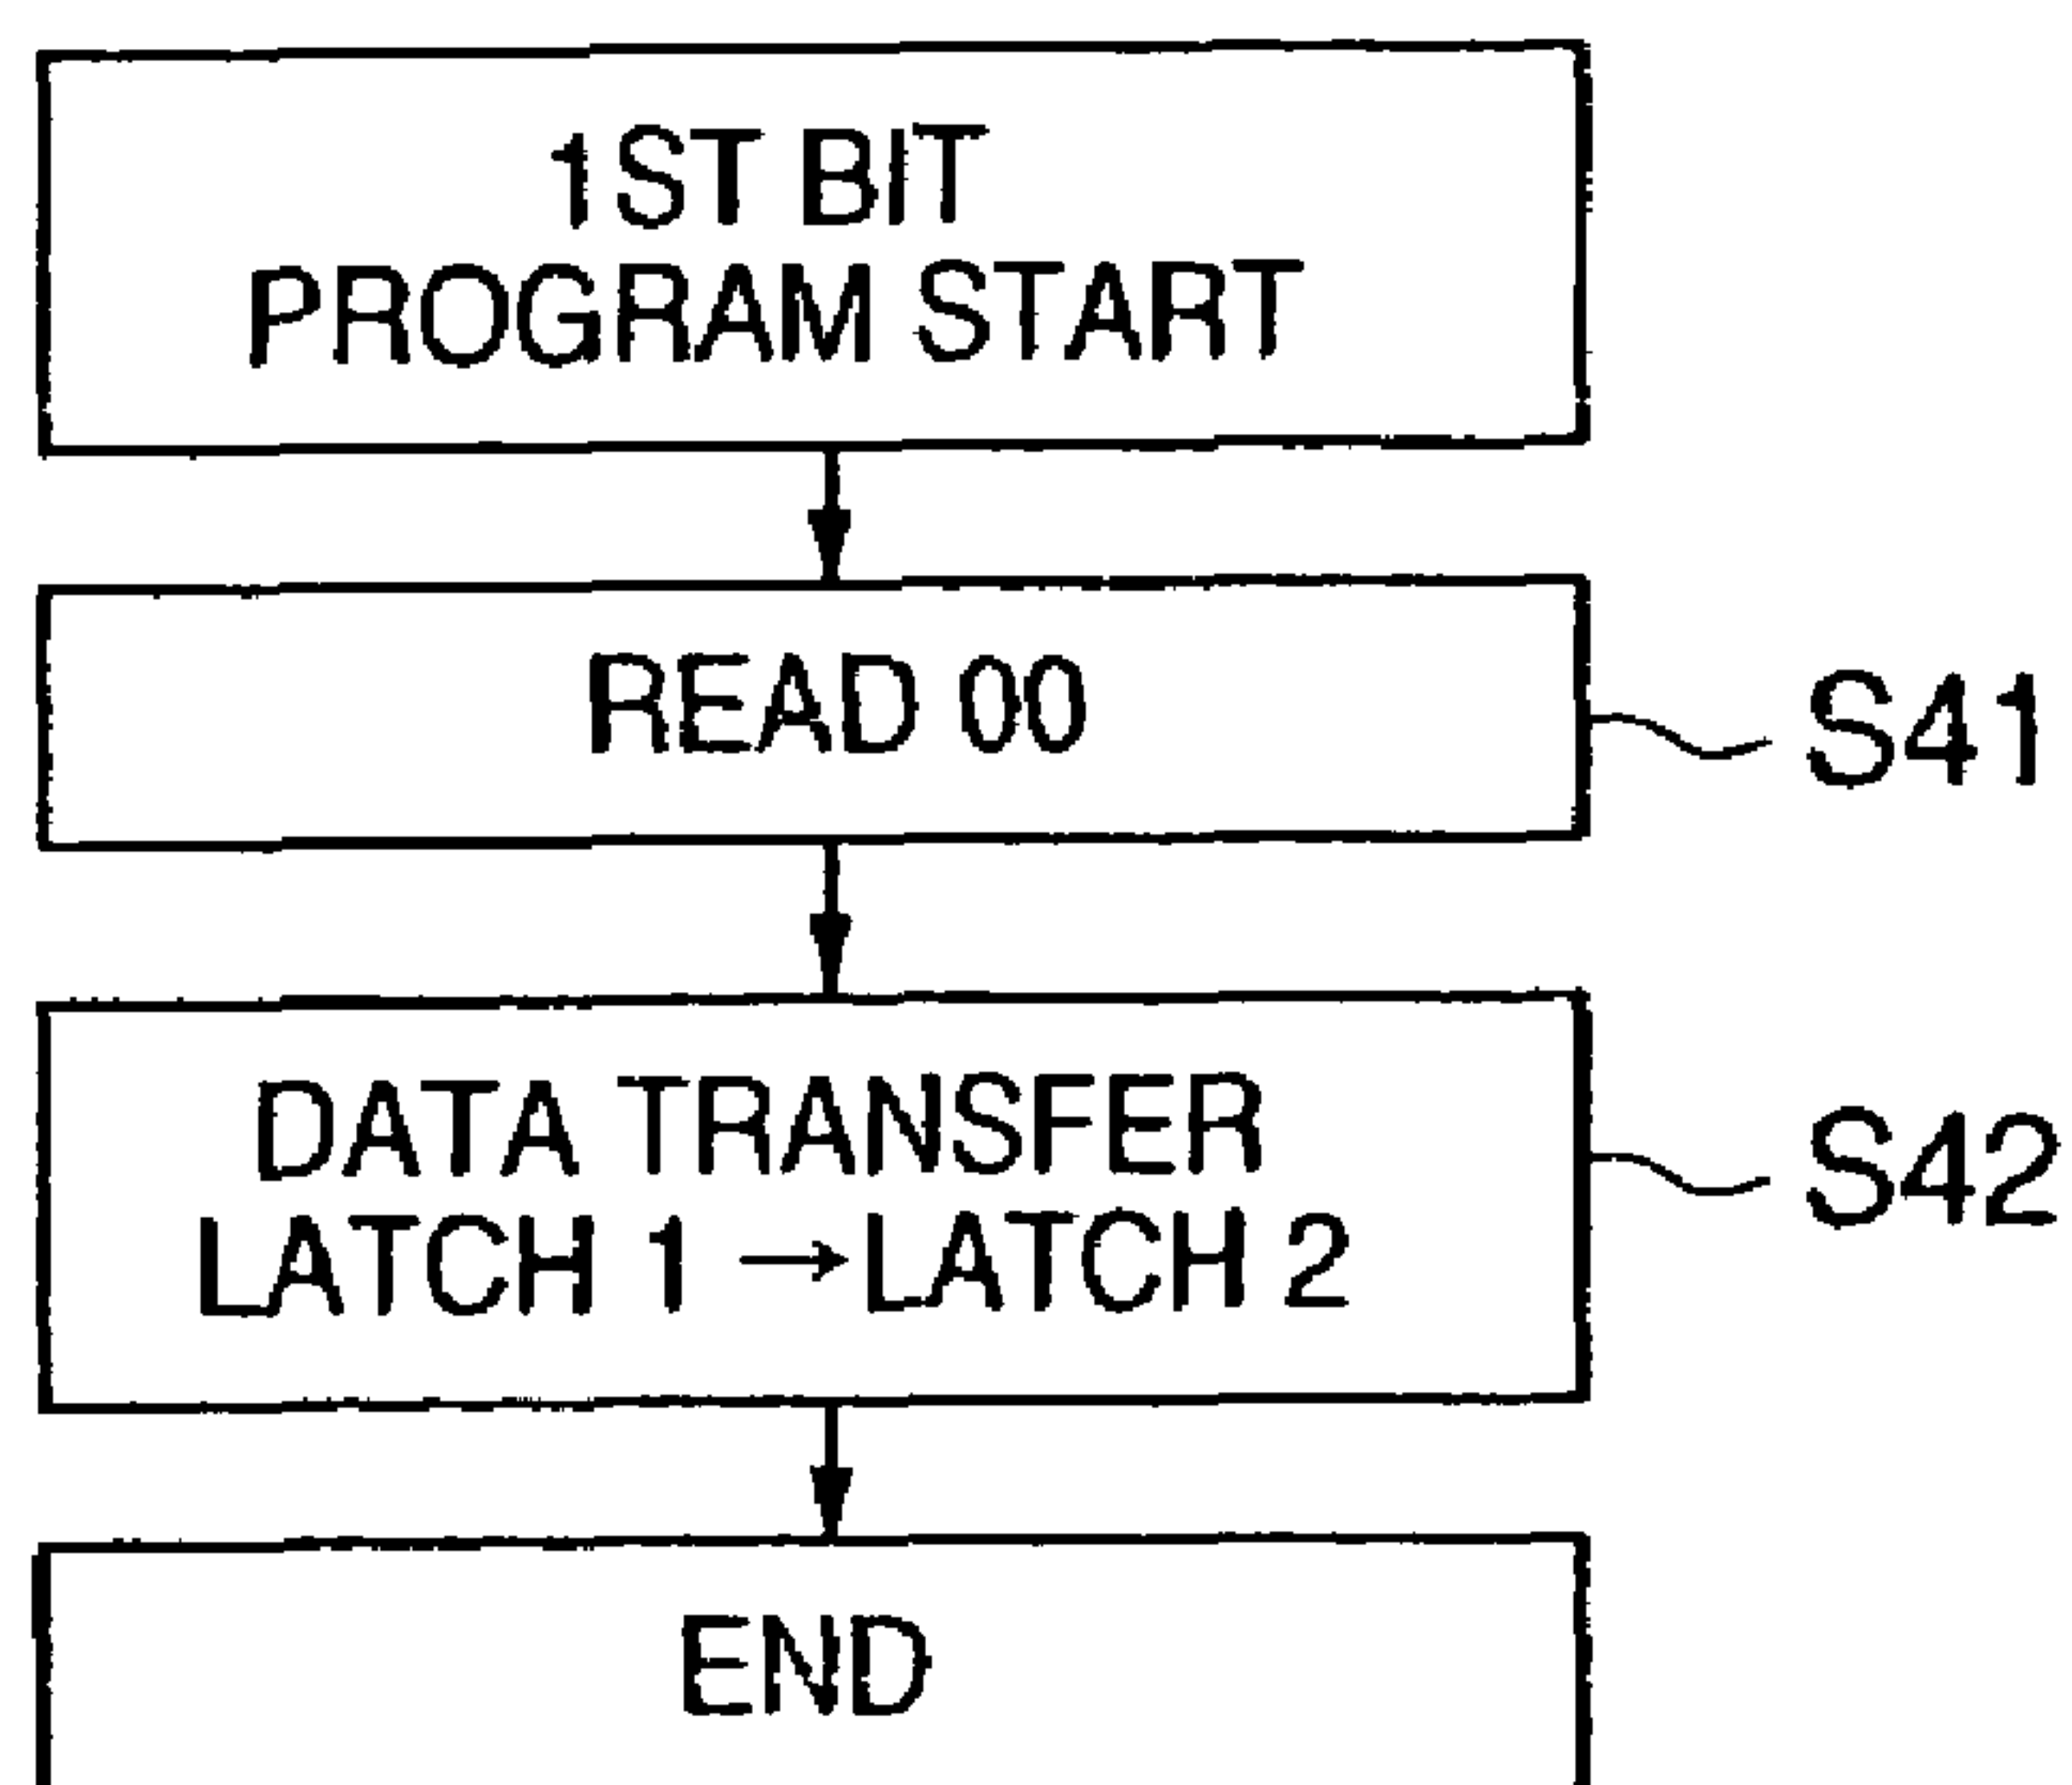 1ST BIT
PROGRAM START
READ 00
S41
DATA TRANSFER
LATCH 1 → LATCH 2
S42
END